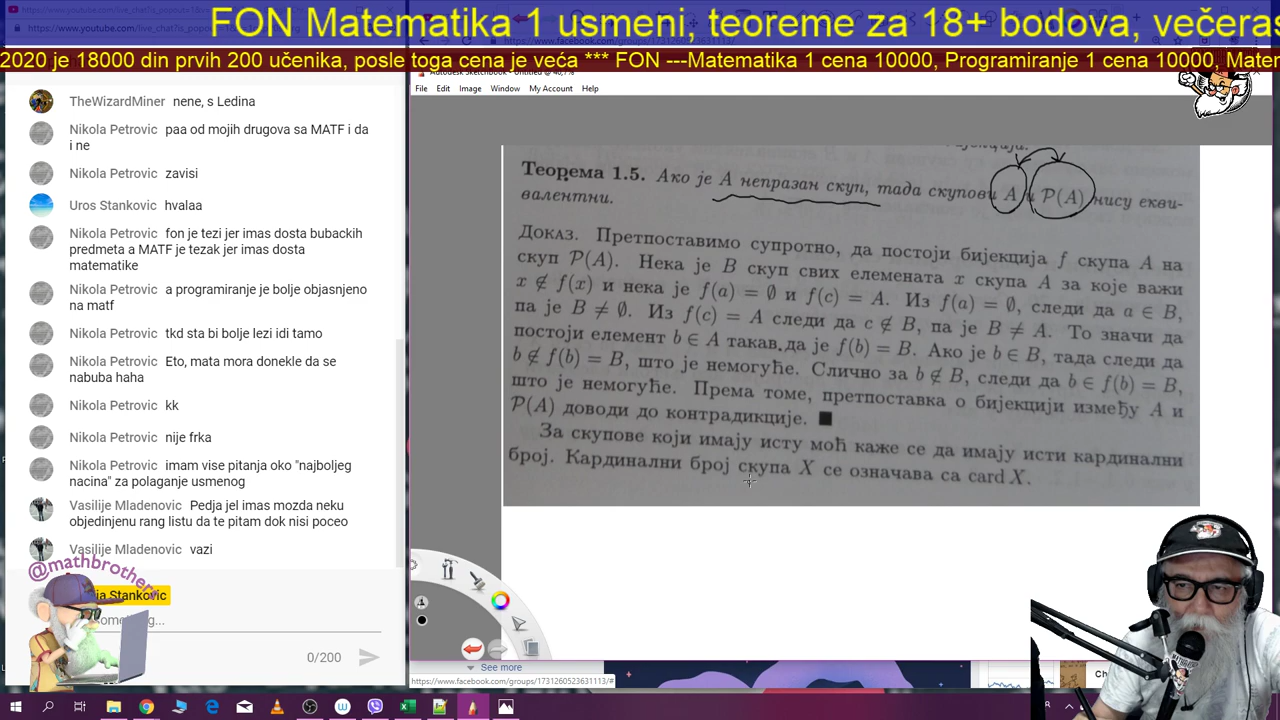 FON Matematika 1 usmeni, teoreme za 18+ bodova, večeras
2020 je 18000 din prvih 200 učenika, posle toga cena je veća *** FON ---Matematika 1 cena 10000, Programiranje 1 cena 10000, Matem
File Edit Image Window My Account Help
TheWizardMiner nene, s Ledina
Nikola Petrovic paa od mojih drugova sa MATF i da
i ne
Nikola Petrovic zavisi
Uros Stankovic hvalaa
Nikola Petrovic fon je tezi jer imas dosta bubackih
predmeta a MATF je tezak jer imas dosta
matematike
Nikola Petrovic a programiranje je bolje objasnjeno
na matf
Nikola Petrovic tkd sta bi bolje lezi idi tamo
Nikola Petrovic Eto, mata mora donekle da se
nabuba haha
Nikola Petrovic kk
Nikola Petrovic nije frka
Nikola Petrovic imam vise pitanja oko "najboljeg
nacina" za polaganje usmenog
Vasilije Mladenovic Pedja jel imas mozda neku
objedinjenu rang listu da te pitam dok nisi poceo
Vasilije Mladenovic vazi
@mathbrothers
Stankovic
0/200
Теорема 1.5. Ако је A непразан скуп, тада скупови A и P(A) нису екви-
валентни.
Доказ. Претпоставимо супротно, да постоји бијекција f скупа A на
скуп P(A). Нека је B скуп свих елемената x скупа A за које важи
x ∉ f(x) и нека је f(a) = ∅ и f(c) = A. Из f(a) = ∅, следи да a ∈ B,
па је B ≠ ∅. Из f(c) = A следи да c ∉ B, па је B ≠ A. То значи да
постоји елемент b ∈ A такав, да је f(b) = B. Ако је b ∈ B, тада следи да
b ∉ f(b) = B, што је немогуће. Слично за b ∉ B, следи да b ∈ f(b) = B,
што је немогуће. Према томе, претпоставка о бијекцији између A и
P(A) доводи до контрадикције. ■
За скупове који имају исту моћ каже се да имају исти кардинални
број. Кардинални број скупа X се означава са card X.
See more
https://www.facebook.com/groups/1731260523631113/#